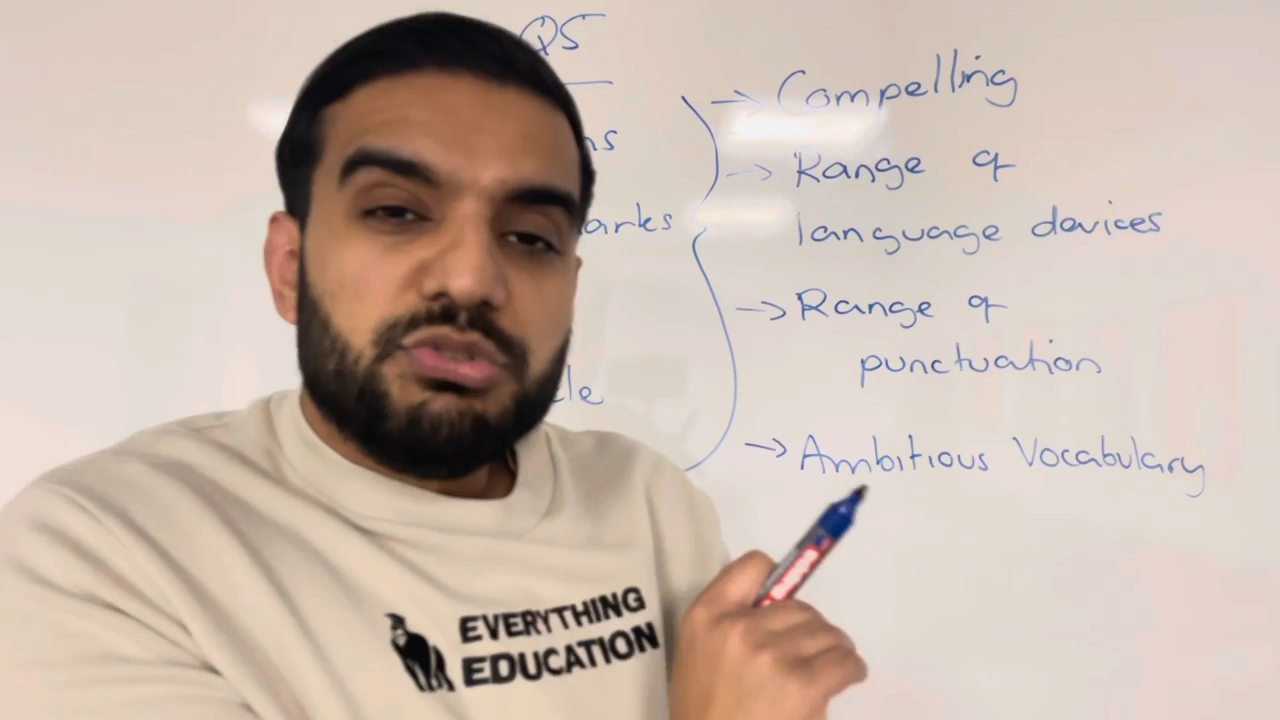 Q5
→ Compelling
→ Range of
language devices
→ Range of
punctuation
→ Ambitious Vocabulary
EVERYTHING
EDUCATION